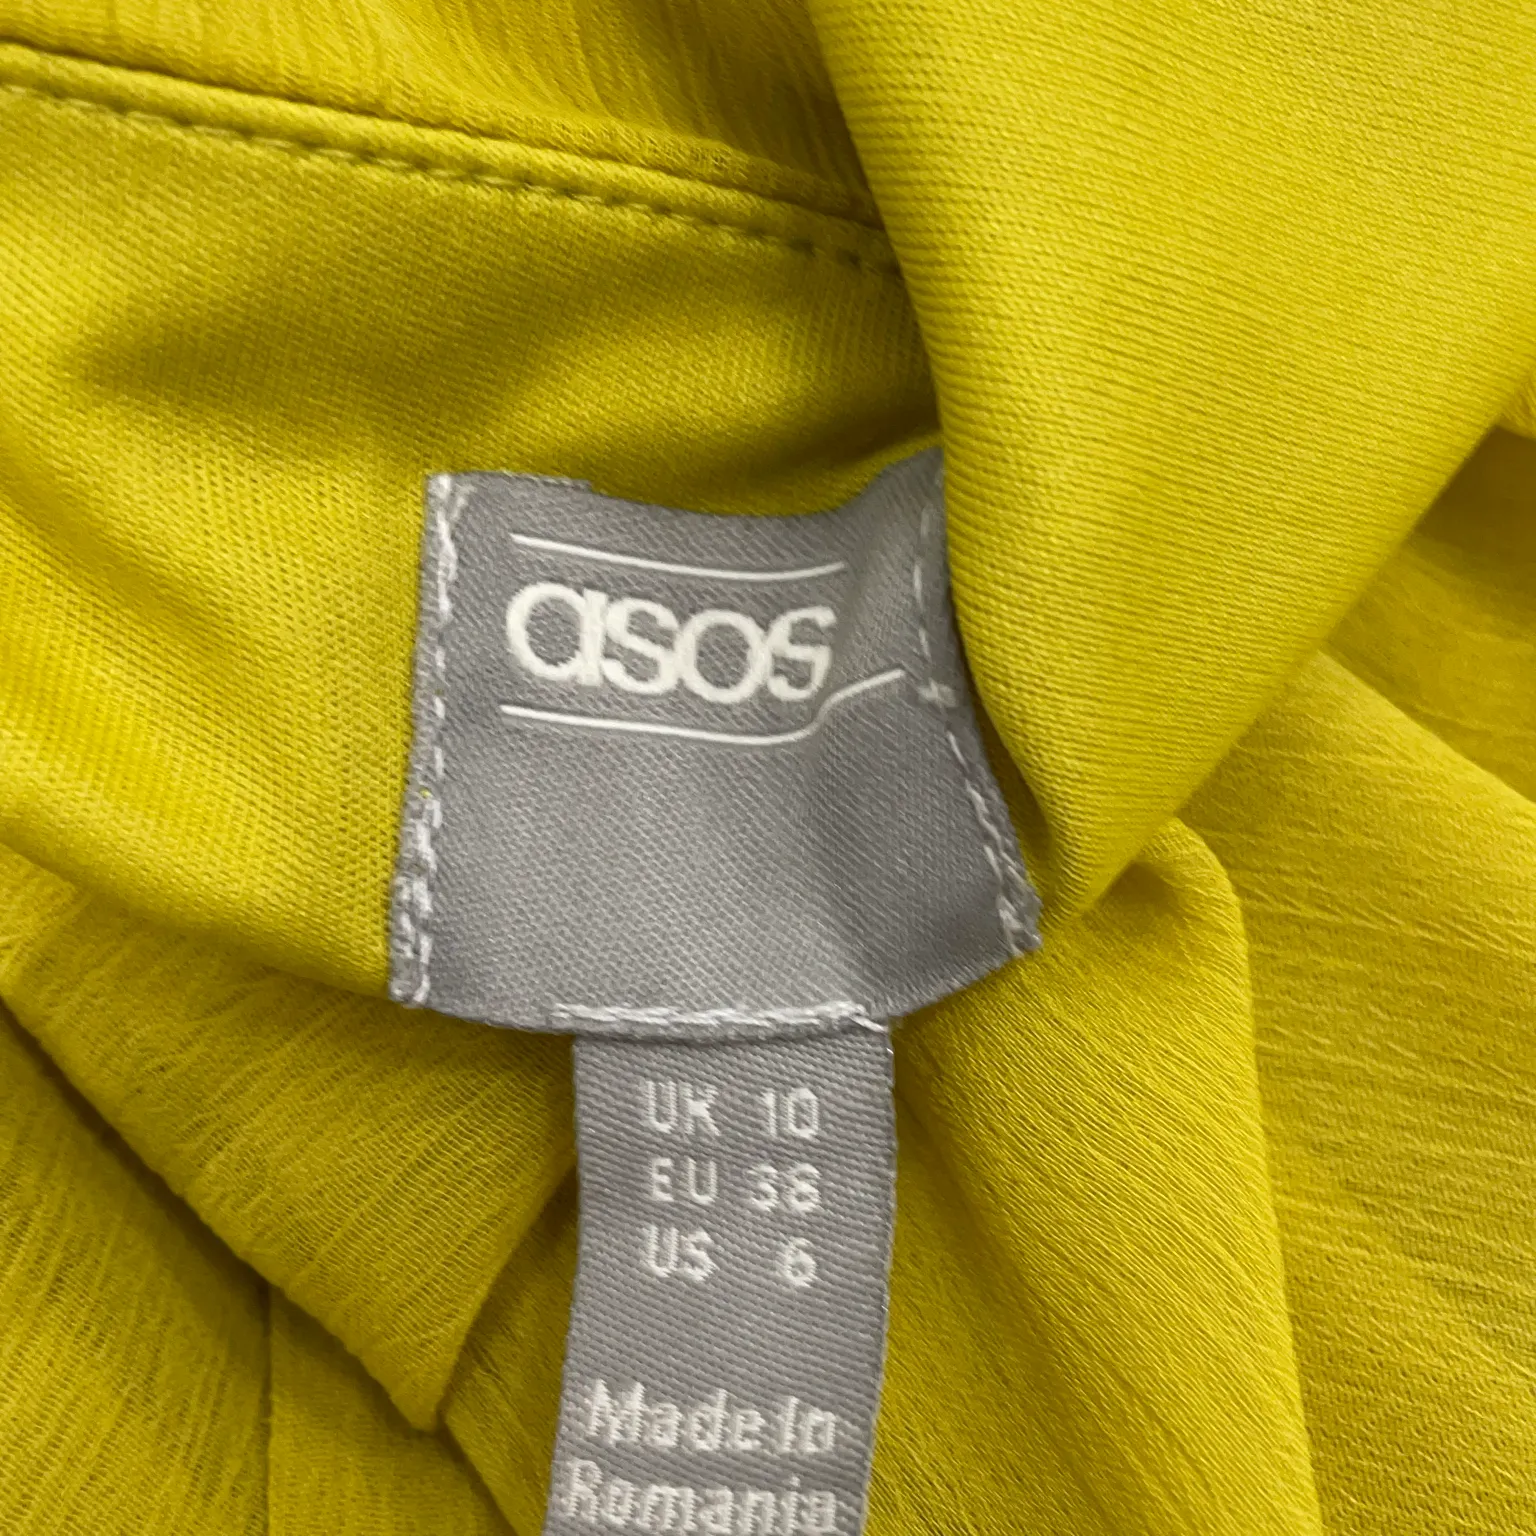 asos
UK 10
EU 38
US 6
Made In
Romania